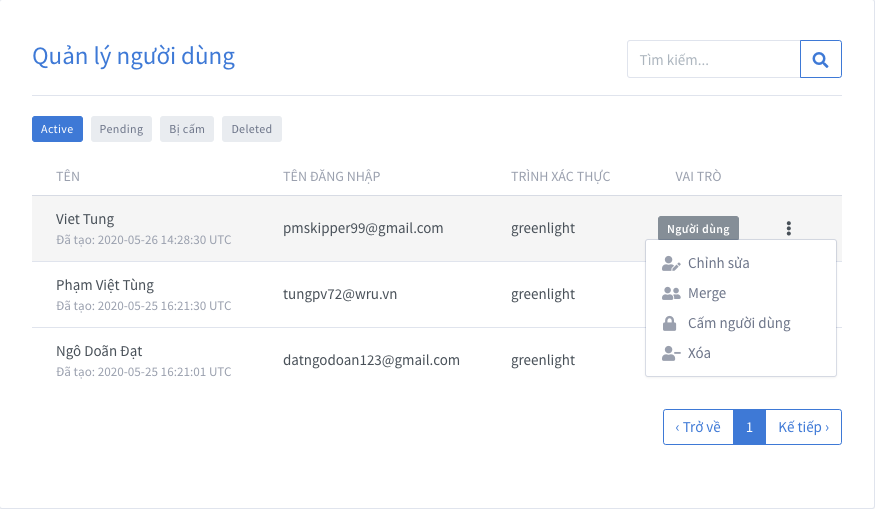 Quản lý người dùng
Tìm kiếm...
Active Pending Bị cấm Deleted
TÊN TÊN ĐĂNG NHẬP TRÌNH XÁC THỰC VAI TRÒ
Viet Tung
Đã tạo: 2020-05-26 14:28:30 UTC
pmskipper99@gmail.com greenlight Người dùng
Chỉnh sửa
Merge
Cấm người dùng
Xóa
Phạm Việt Tùng
Đã tạo: 2020-05-25 16:21:30 UTC
tungpv72@wru.vn greenlight
Ngô Doãn Đạt
Đã tạo: 2020-05-25 16:21:01 UTC
datngodoan123@gmail.com greenlight
‹ Trở về 1 Kế tiếp ›